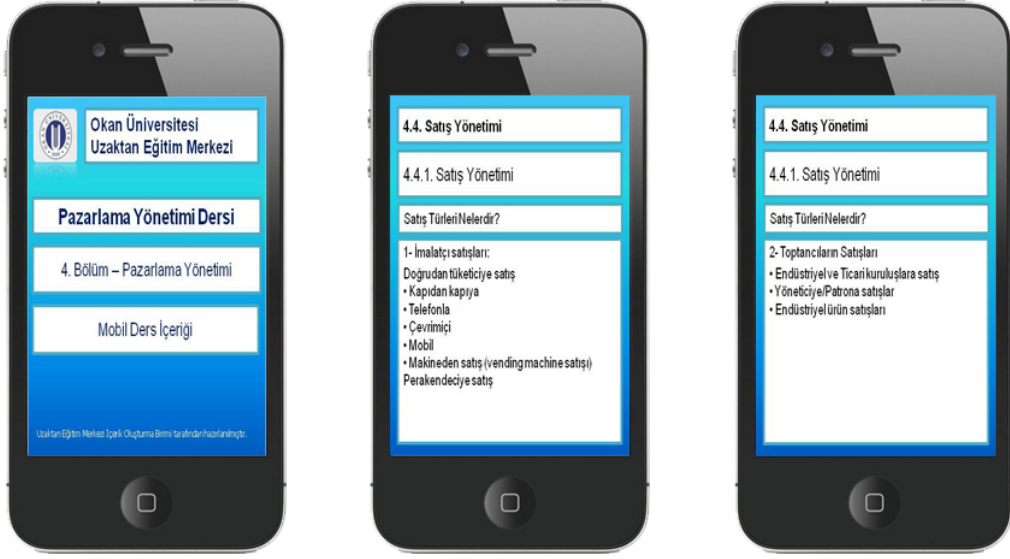 Okan Üniversitesi
Uzaktan Eğitim Merkezi
Pazarlama Yönetimi Dersi
4. Bölüm – Pazarlama Yönetimi
Mobil Ders İçeriği
Uzaktan Eğitm Merkezi İçerik Oluşturma Birimi tarafından hazırlanılmıştır.
4.4. Satış Yönetimi
4.4.1. Satış Yönetimi
Satış Türleri Nelerdir?
1- İmalatçı satışları:
Doğrudan tüketiciye satış
• Kapıdan kapıya
• Telefonla
• Çevrimiçi
• Mobil
• Makineden satış (vending machine satışı)
Perakendeciye satış
4.4. Satış Yönetimi
4.4.1. Satış Yönetimi
Satış Türleri Nelerdir?
2- Toptancıların Satışları
• Endüstriyel ve Ticari kuruluşlara satış
• Yöneticiye/Patrona satışlar
• Endüstriyel ürün satışları